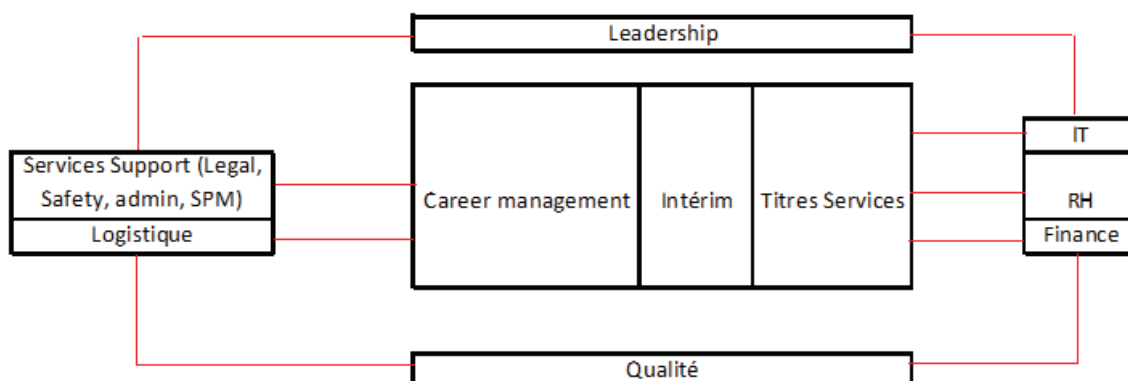 Leadership
IT
Services Support (Legal,
Safety, admin, SPM)
Career management
Intérim
Titres Services
RH
Logistique
Finance
Qualité